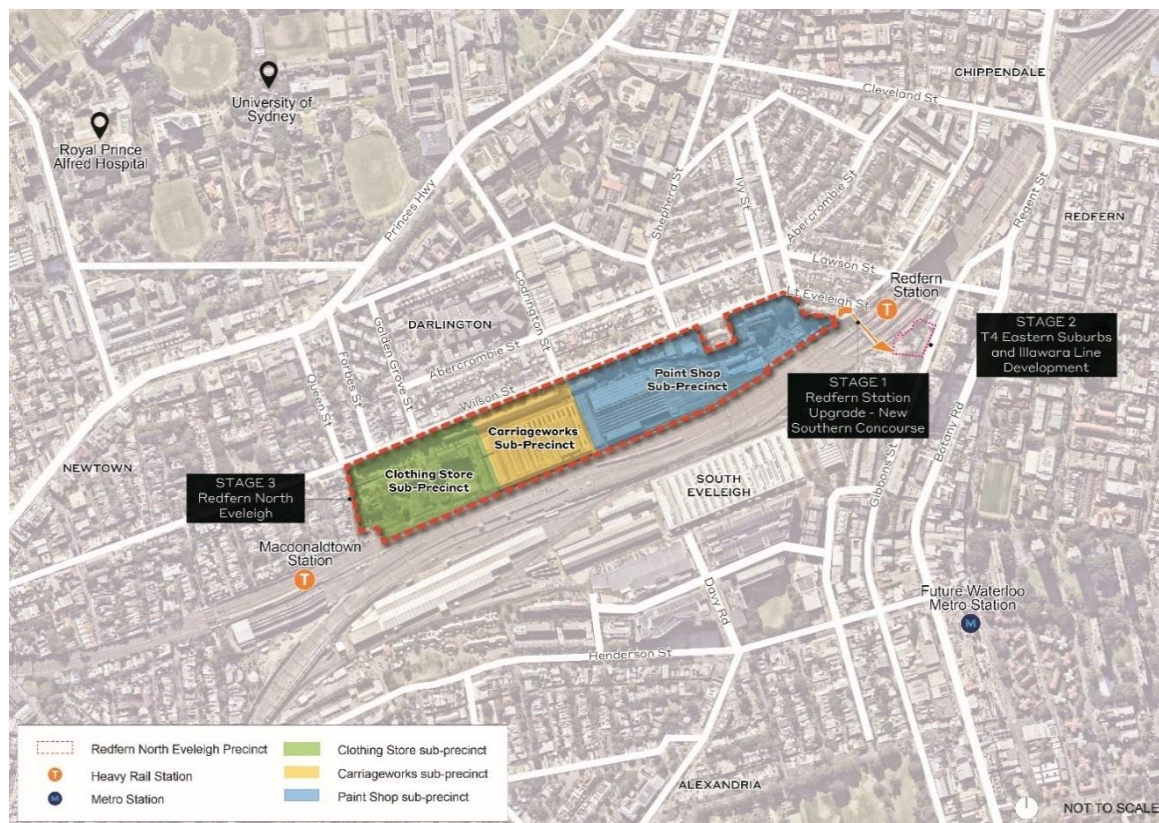 CHIPPENDALE
Cleveland St
University of
Sydney
Royal Prince
Alfred Hospital
Princes Hwy
Shepherd St
Ivy St
Abercrombie St
Regent St
REDFERN
Lawson St
Redfern
Station
T
Lt Eveleigh St
Codrington St
DARLINGTON
Golden Grove St
Forbes St
Queen St
Abercrombie St
Wilson St
STAGE 2
T4 Eastern Suburbs
and Illawara Line
Development
Paint Shop
Sub-Precinct
STAGE 1
Redfern Station
Upgrade - New
Southern Concourse
Carriageworks
Sub-Precinct
Clothing Store
Sub-Precinct
Gibbons St
Botany Rd
NEWTOWN
STAGE 3
Redfern North
Eveleigh
SOUTH
EVELEIGH
Macdonaldtown
Station
T
Davy Rd
Future Waterloo
Metro Station
M
Henderson St
ALEXANDRIA
Redfern North Eveleigh Precinct
T Heavy Rail Station
M Metro Station
Clothing Store sub-precinct
Carriageworks sub-precinct
Paint Shop sub-precinct
NOT TO SCALE